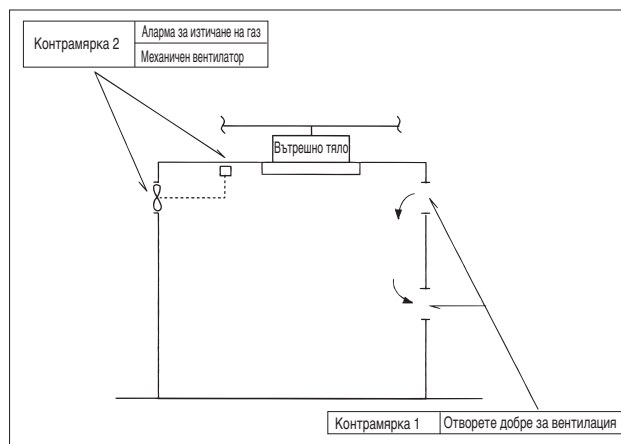 Контрамярка 2
Аларма за изтичане на газ
Механичен вентилатор
Вътрешно тяло
Контрамярка 1
Отворете добре за вентилация